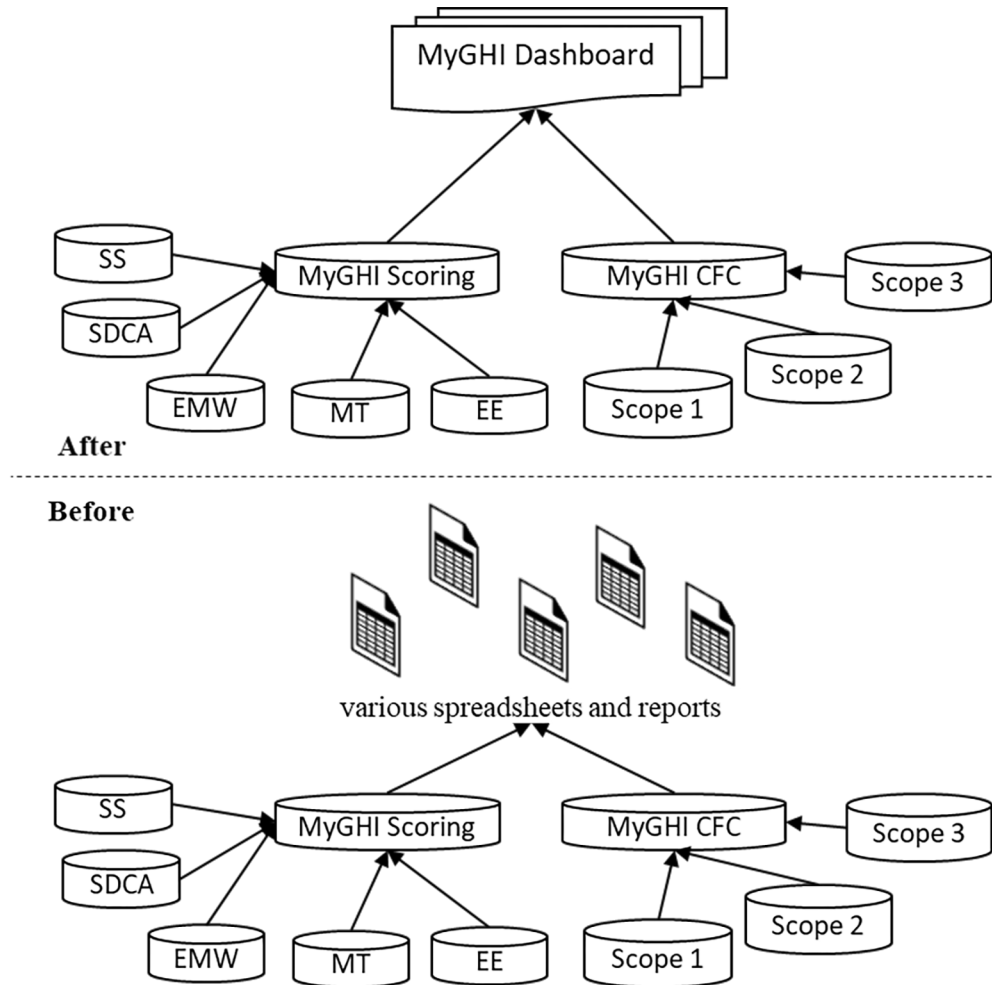 MyGHI Dashboard
SS
MyGHI Scoring
MyGHI CFC
Scope 3
SDCA
Scope 2
EMW
MT
EE
Scope 1
After
Before
various spreadsheets and reports
SS
MyGHI Scoring
MyGHI CFC
Scope 3
SDCA
Scope 2
EMW
MT
EE
Scope 1